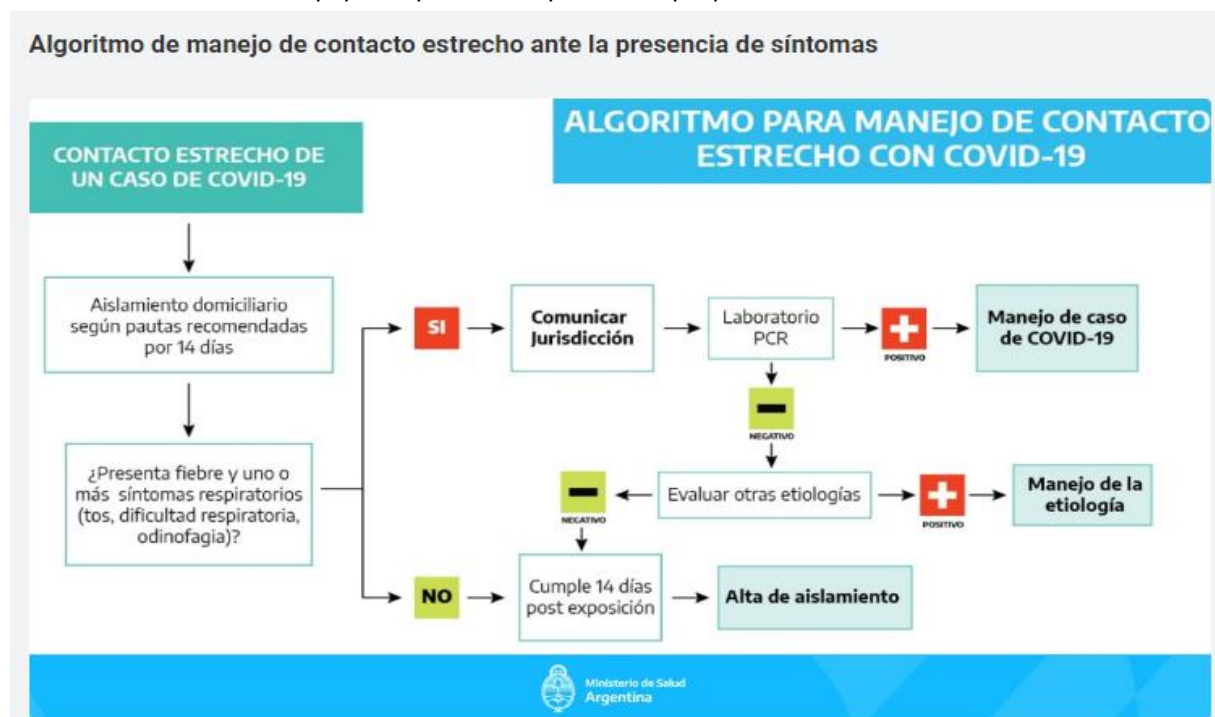 Algoritmo de manejo de contacto estrecho ante la presencia de síntomas
ALGORITMO PARA MANEJO DE CONTACTO
ESTRECHO CON COVID-19
CONTACTO ESTRECHO DE
UN CASO DE COVID-19
Aislamiento domiciliario
según pautas recomendadas
por 14 días
¿Presenta fiebre y uno o
más síntomas respiratorios
(tos, dificultad respiratoria,
odinofagia)?
SI
Comunicar
Jurisdicción
Laboratorio
PCR
POSITIVO
Manejo de caso
de COVID-19
NEGATIVO
Evaluar otras etiologías
POSITIVO
Manejo de la
etiología
NEGATIVO
NO
Cumple 14 días
post exposición
Alta de aislamiento
Ministerio de Salud
Argentina